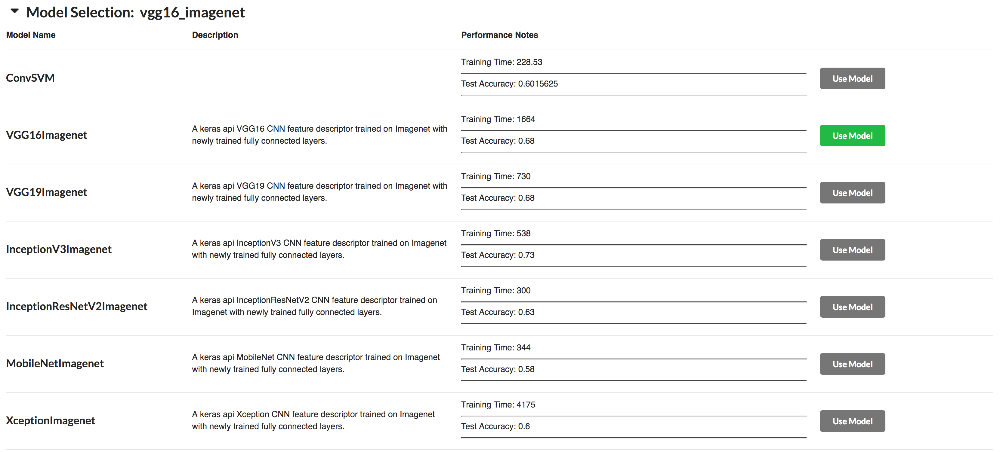 Model Selection: vgg16_imagenet
Model Name Description Performance Notes
ConvSVM
Training Time: 228.53
Test Accuracy: 0.6015625
Use Model
VGG16Imagenet
A keras api VGG16 CNN feature descriptor trained on Imagenet with
newly trained fully connected layers.
Training Time: 1664
Test Accuracy: 0.68
Use Model
VGG19Imagenet
A keras api VGG19 CNN feature descriptor trained on Imagenet with
newly trained fully connected layers.
Training Time: 730
Test Accuracy: 0.68
Use Model
InceptionV3Imagenet
A keras api InceptionV3 CNN feature descriptor trained on Imagenet
with newly trained fully connected layers.
Training Time: 538
Test Accuracy: 0.73
Use Model
InceptionResNetV2Imagenet
A keras api InceptionResNetV2 CNN feature descriptor trained on
Imagenet with newly trained fully connected layers.
Training Time: 300
Test Accuracy: 0.63
Use Model
MobileNetImagenet
A keras api MobileNet CNN feature descriptor trained on Imagenet
with newly trained fully connected layers.
Training Time: 344
Test Accuracy: 0.58
Use Model
XceptionImagenet
A keras api Xception CNN feature descriptor trained on Imagenet
with newly trained fully connected layers.
Training Time: 4175
Test Accuracy: 0.6
Use Model